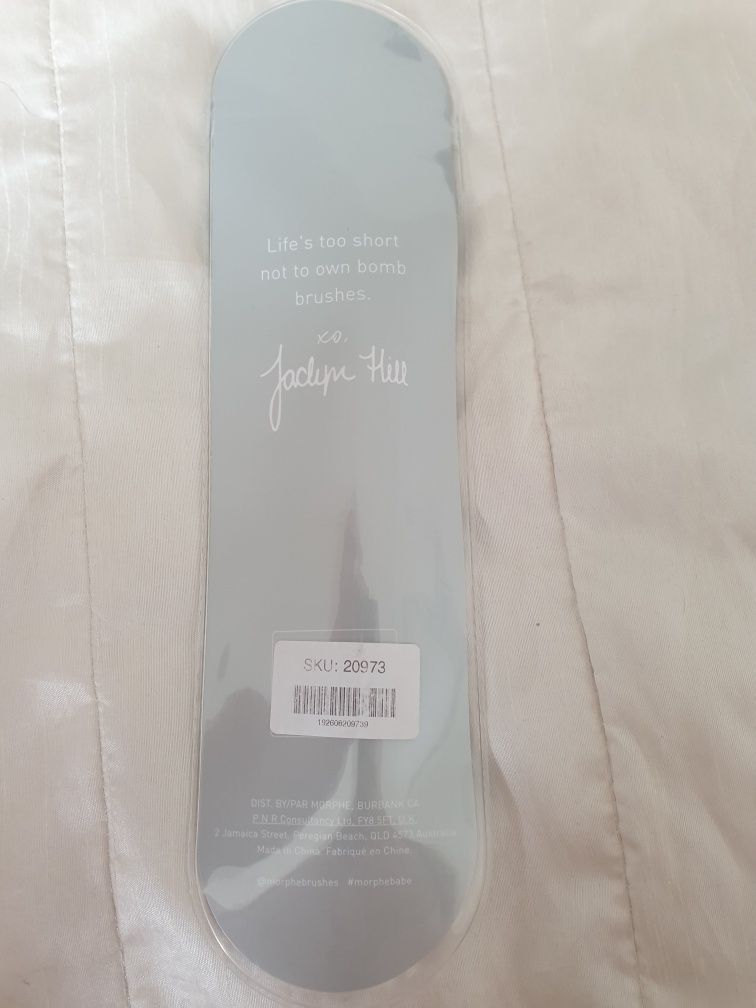 Life's too short
not to own bomb
brushes.
xo,
Jaclyn Hill
SKU: 20973
192608209739
DIST. BY/PAR MORPHE, BURBANK CA
P.N.R Consultancy Ltd, FY8 5FT, U.K.
2 Jamaica Street, Peregian Beach, QLD 4573 Australia
Made in China. Fabriqué en Chine.
@morphebrushes #morphebabe